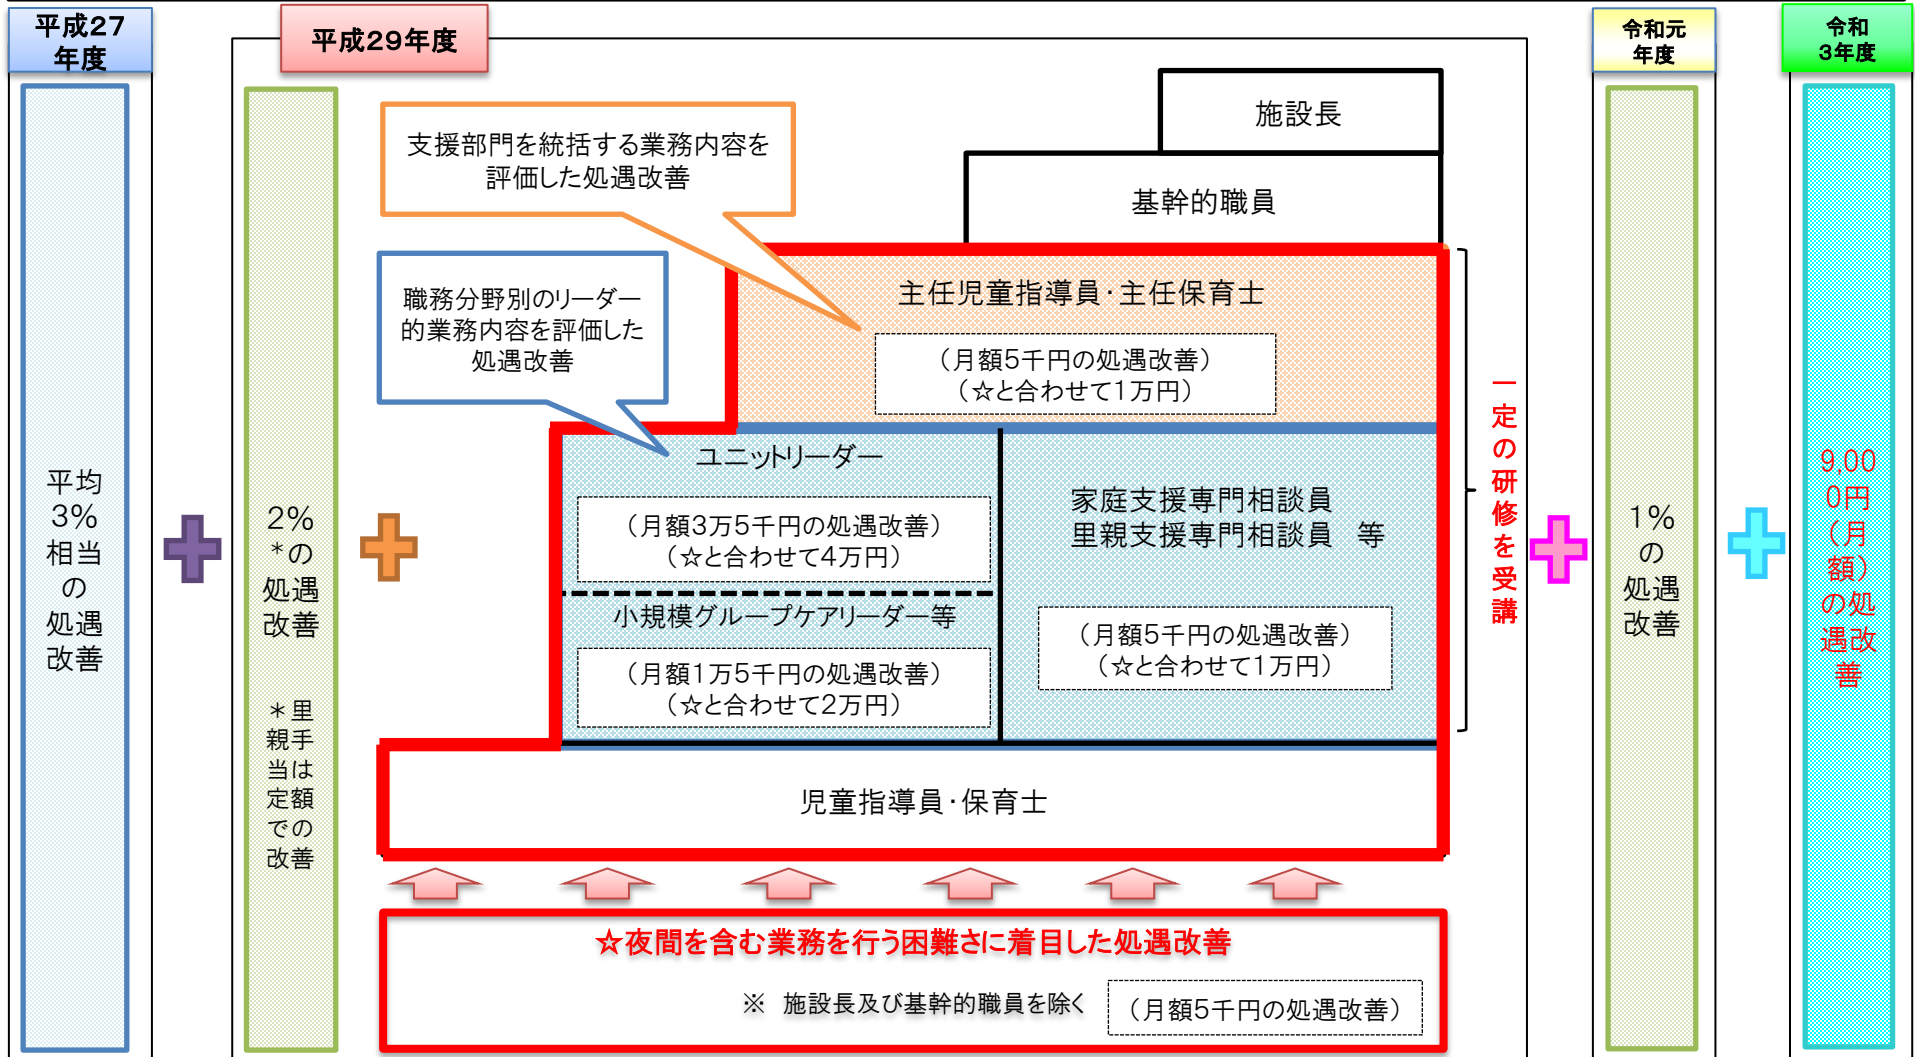 平成27
年度
平均
3%
相当
の
処遇
改善
平成29年度
2%
*の
処遇
改善
＊里
親手
当は
定額
での
改善
支援部門を統括する業務内容を
評価した処遇改善
職務分野別のリーダー
的業務内容を評価した
処遇改善
施設長
基幹的職員
主任児童指導員・主任保育士
（月額5千円の処遇改善）
（☆と合わせて1万円）
ユニットリーダー
（月額3万5千円の処遇改善）
（☆と合わせて4万円）
小規模グループケアリーダー等
（月額1万5千円の処遇改善）
（☆と合わせて2万円）
家庭支援専門相談員
里親支援専門相談員　等
（月額5千円の処遇改善）
（☆と合わせて1万円）
児童指導員・保育士
一定の研修を受講
☆夜間を含む業務を行う困難さに着目した処遇改善
※　施設長及び基幹的職員を除く
（月額5千円の処遇改善）
令和元
年度
1%
の
処遇
改善
令和
3年度
9,00
0円
（月
額）
の処
遇改
善